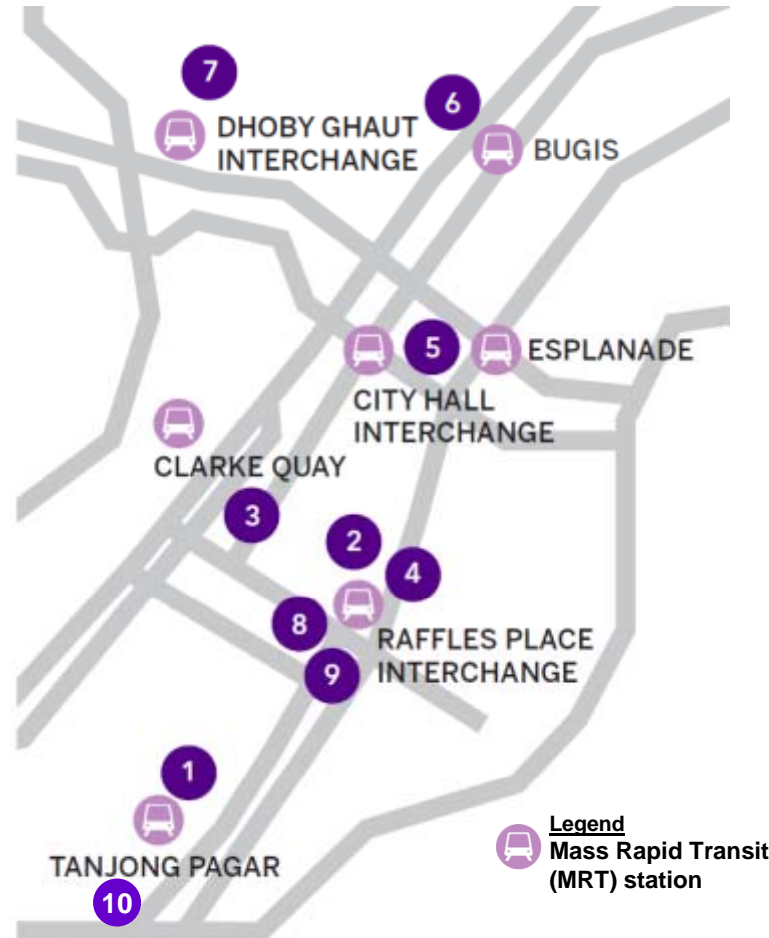 7
6
DHOBY GHAUT
INTERCHANGE
BUGIS
5
ESPLANADE
CITY HALL
INTERCHANGE
CLARKE QUAY
3
2
4
8
RAFFLES PLACE
INTERCHANGE
9
1
TANJONG PAGAR
10
Legend
Mass Rapid Transit
(MRT) station